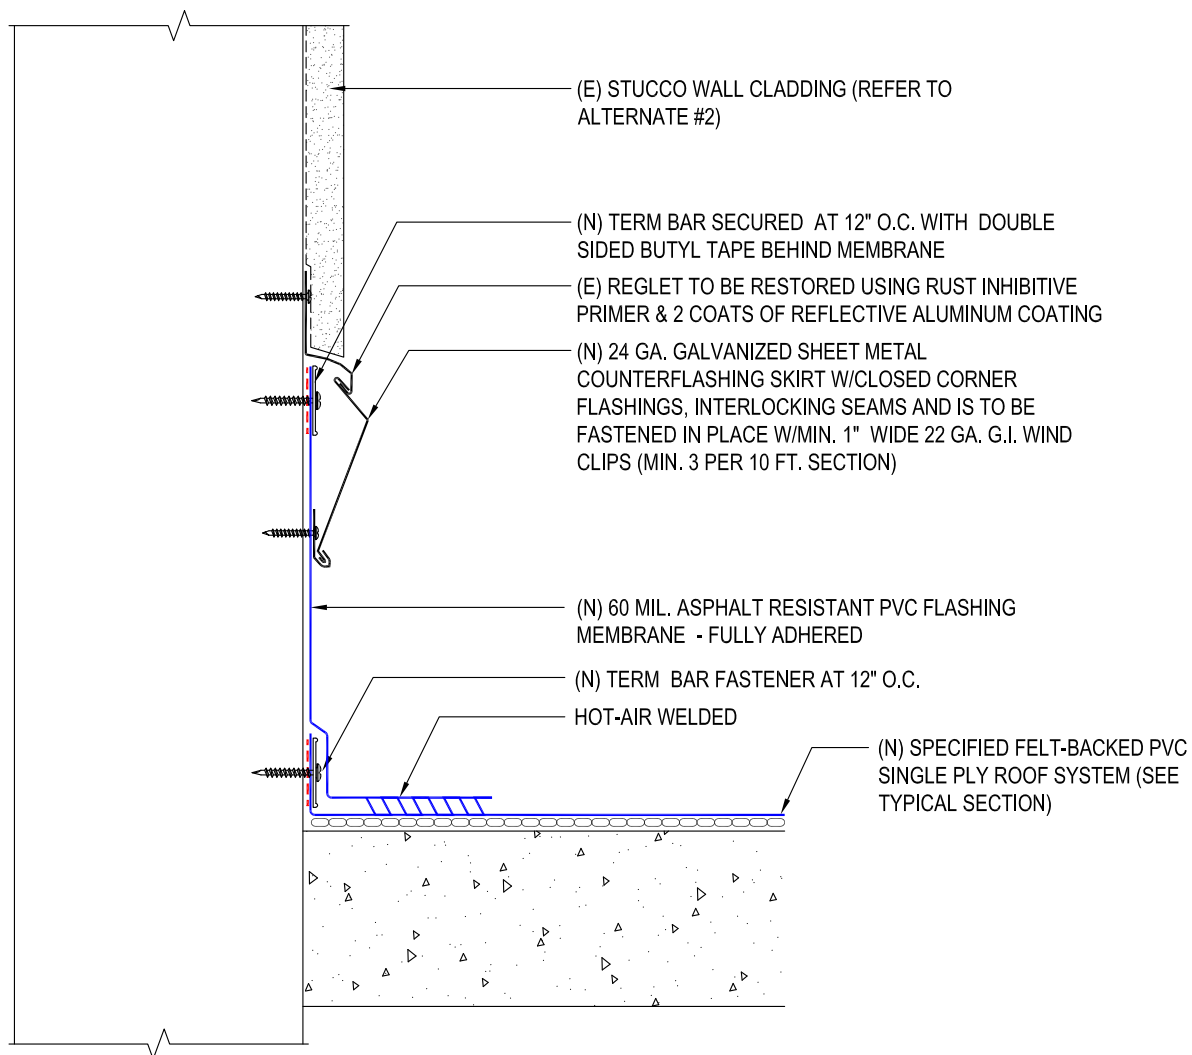 (E) STUCCO WALL CLADDING (REFER TO
ALTERNATE #2)
(N) TERM BAR SECURED AT 12" O.C. WITH DOUBLE
SIDED BUTYL TAPE BEHIND MEMBRANE
(E) REGLET TO BE RESTORED USING RUST INHIBITIVE
PRIMER & 2 COATS OF REFLECTIVE ALUMINUM COATING
(N) 24 GA. GALVANIZED SHEET METAL
COUNTERFLASHING SKIRT W/CLOSED CORNER
FLASHINGS, INTERLOCKING SEAMS AND IS TO BE
FASTENED IN PLACE W/MIN. 1" WIDE 22 GA. G.I. WIND
CLIPS (MIN. 3 PER 10 FT. SECTION)
(N) 60 MIL. ASPHALT RESISTANT PVC FLASHING
MEMBRANE - FULLY ADHERED
(N) TERM BAR FASTENER AT 12" O.C.
HOT-AIR WELDED
(N) SPECIFIED FELT-BACKED PVC
SINGLE PLY ROOF SYSTEM (SEE
TYPICAL SECTION)